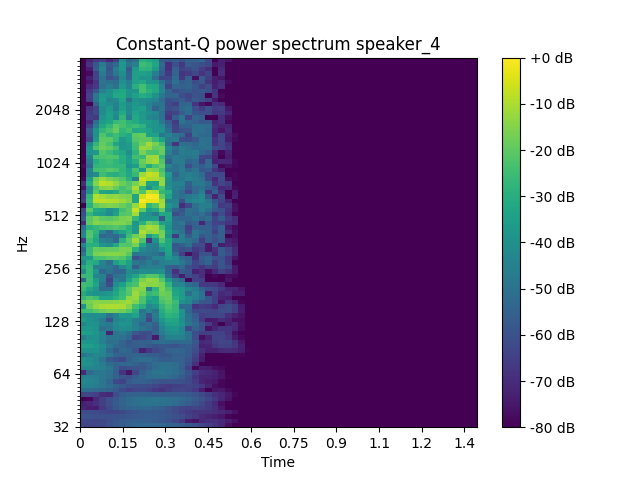 Constant-Q power spectrum speaker_4
Hz
2048
1024
512
256
128
64
32
0 0.15 0.3 0.45 0.6 0.75 0.9 1.1 1.2 1.4
Time
+0 dB
-10 dB
-20 dB
-30 dB
-40 dB
-50 dB
-60 dB
-70 dB
-80 dB